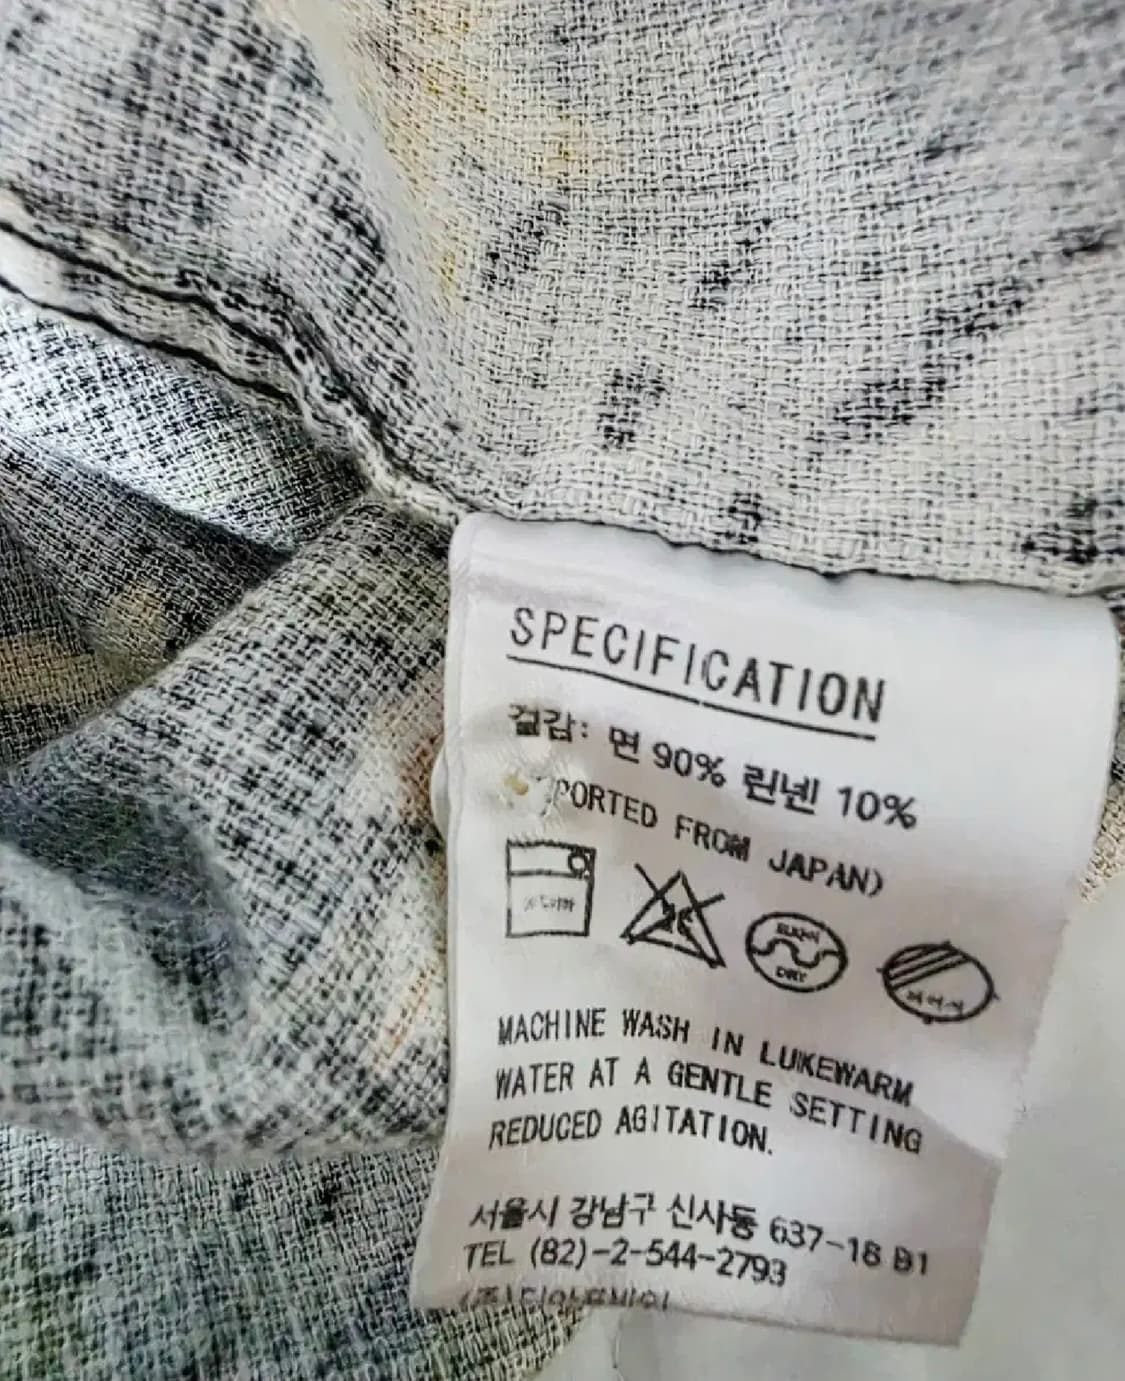 SPECIFICATION
겉감: 면 90% 린넨 10%
PORTED FROM JAPAN)
DRY
MACHINE WASH IN LUKEWARM
WATER AT A GENTLE SETTING
REDUCED AGITATION.
서울시 강남구 신사동 637-18 B1
TEL (82)-2-544-2793